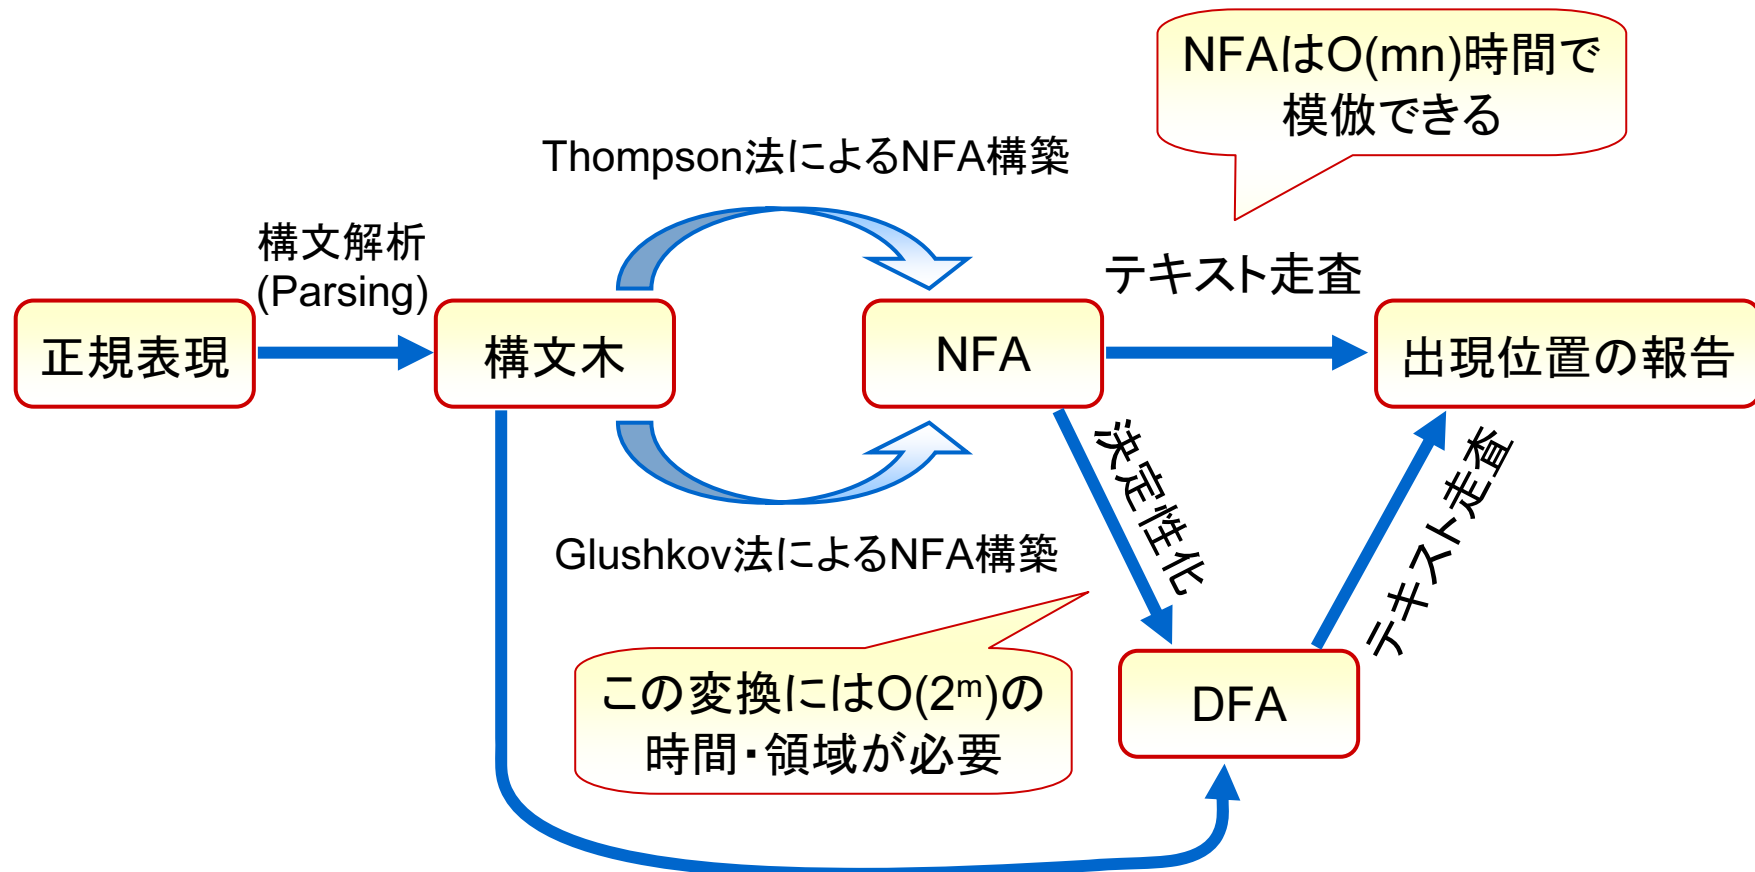 NFAはO(mn)時間で
模倣できる
Thompson法によるNFA構築
構文解析
(Parsing)
テキスト走査
正規表現
構文木
NFA
出現位置の報告
決定性化
テキスト走査
Glushkov法によるNFA構築
この変換にはO(2ᵐ)の
時間・領域が必要
DFA